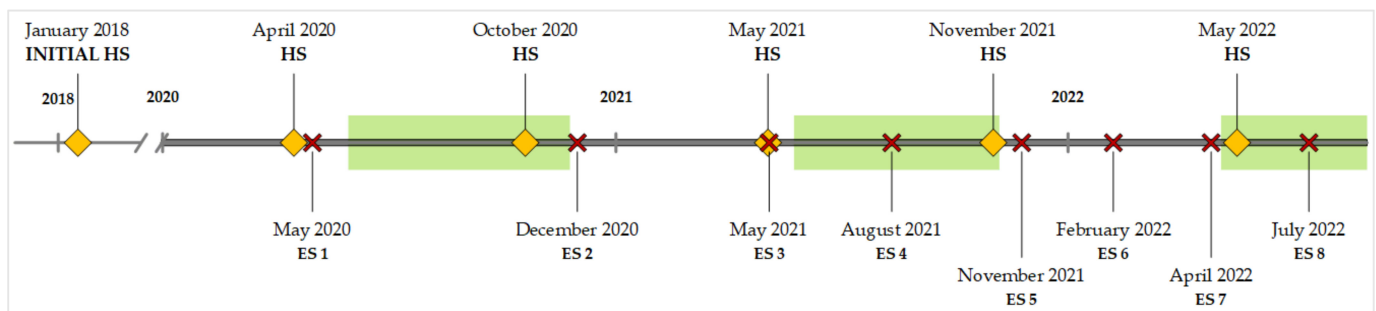 January 2018
INITIAL HS
April 2020
HS
October 2020
HS
May 2021
HS
November 2021
HS
May 2022
HS
2018
2020
2021
2022
May 2020
ES 1
December 2020
ES 2
May 2021
ES 3
August 2021
ES 4
November 2021
ES 5
February 2022
ES 6
April 2022
ES 7
July 2022
ES 8